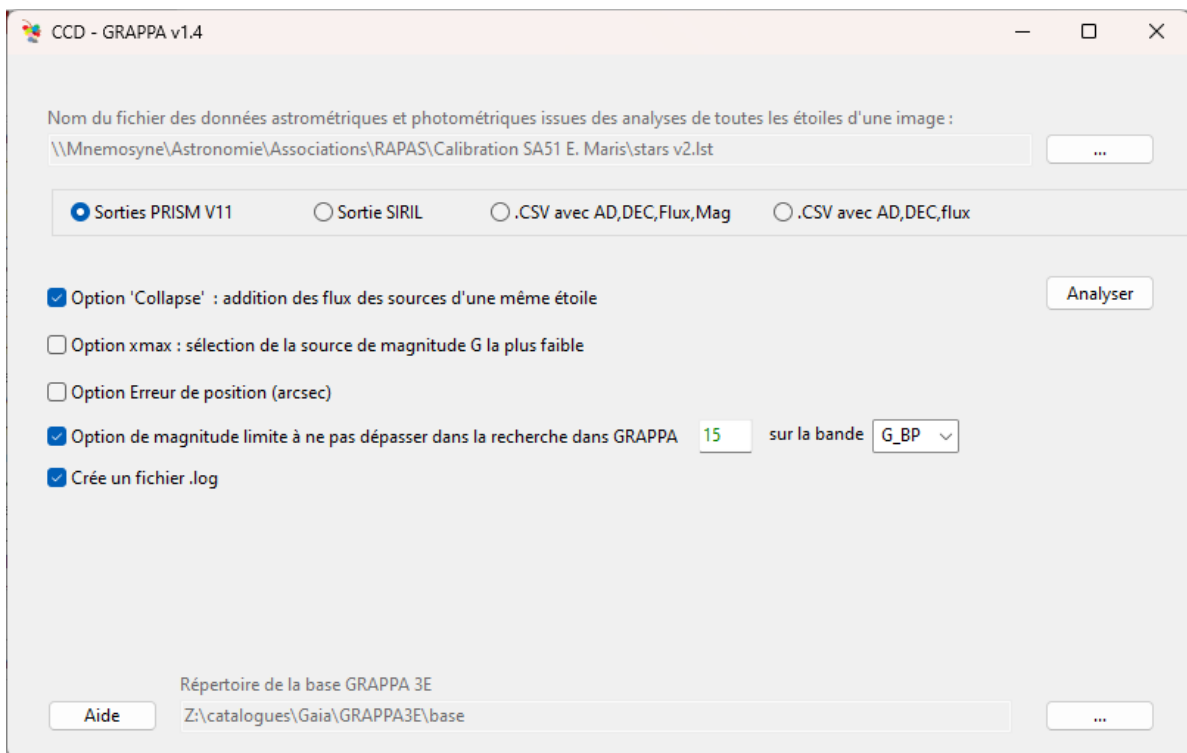 CCD - GRAPPA v1.4
Nom du fichier des données astrométriques et photométriques issues des analyses de toutes les étoiles d'une image :
\\Mnemosyne\Astronomie\Associations\RAPAS\Calibration SA51 E. Maris\stars v2.lst
...
Sorties PRISM V11 Sortie SIRIL .CSV avec AD,DEC,Flux,Mag .CSV avec AD,DEC,flux
Option 'Collapse' : addition des flux des sources d'une même étoile
Analyser
Option xmax : sélection de la source de magnitude G la plus faible
Option Erreur de position (arcsec)
Option de magnitude limite à ne pas dépasser dans la recherche dans GRAPPA 15 sur la bande G_BP
Crée un fichier .log
Répertoire de la base GRAPPA 3E
Aide Z:\catalogues\Gaia\GRAPPA3E\base ...